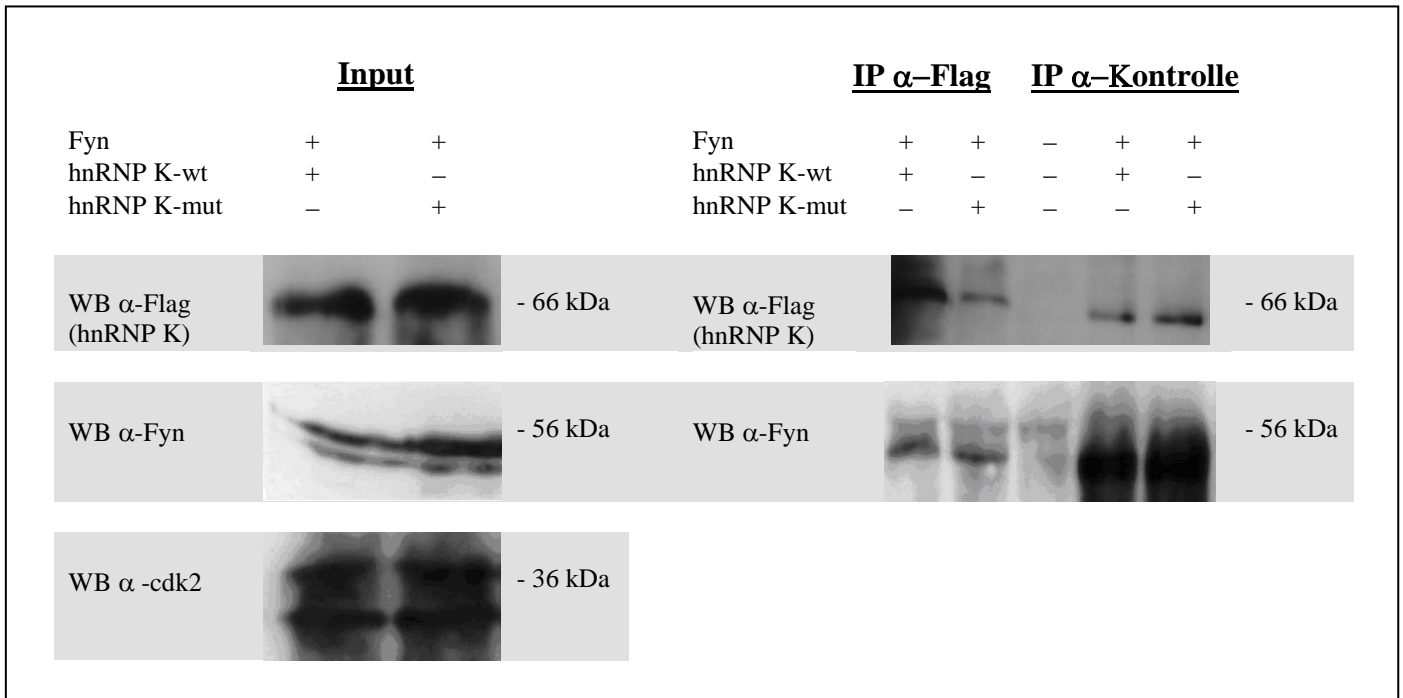 Input
IP α–Flag IP α–Kontrolle
Fyn + +
hnRNP K-wt + –
hnRNP K-mut – +
Fyn + + – + +
hnRNP K-wt + – – + –
hnRNP K-mut – + – – +
WB α-Flag
(hnRNP K)
- 66 kDa
WB α-Flag
(hnRNP K)
- 66 kDa
WB α-Fyn
- 56 kDa
WB α-Fyn
- 56 kDa
WB α -cdk2
- 36 kDa